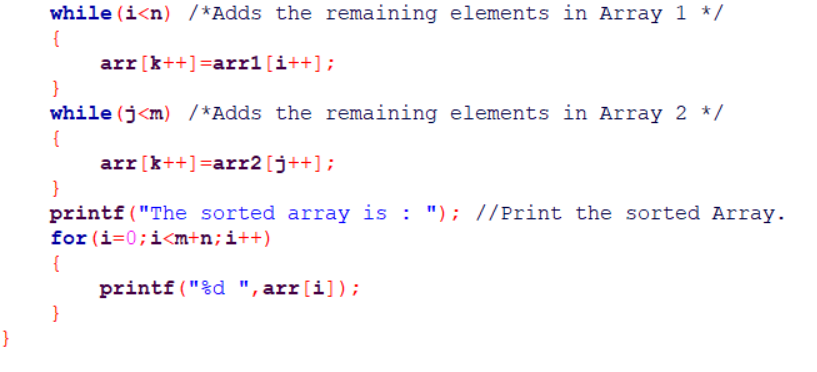 while(i<n) /*Adds the remaining elements in Array 1 */
{
arr[k++]=arr1[i++];
}
while(j<m) /*Adds the remaining elements in Array 2 */
{
arr[k++]=arr2[j++];
}
printf("The sorted array is : "); //Print the sorted Array.
for(i=0;i<m+n;i++)
{
printf("%d ",arr[i]);
}
}